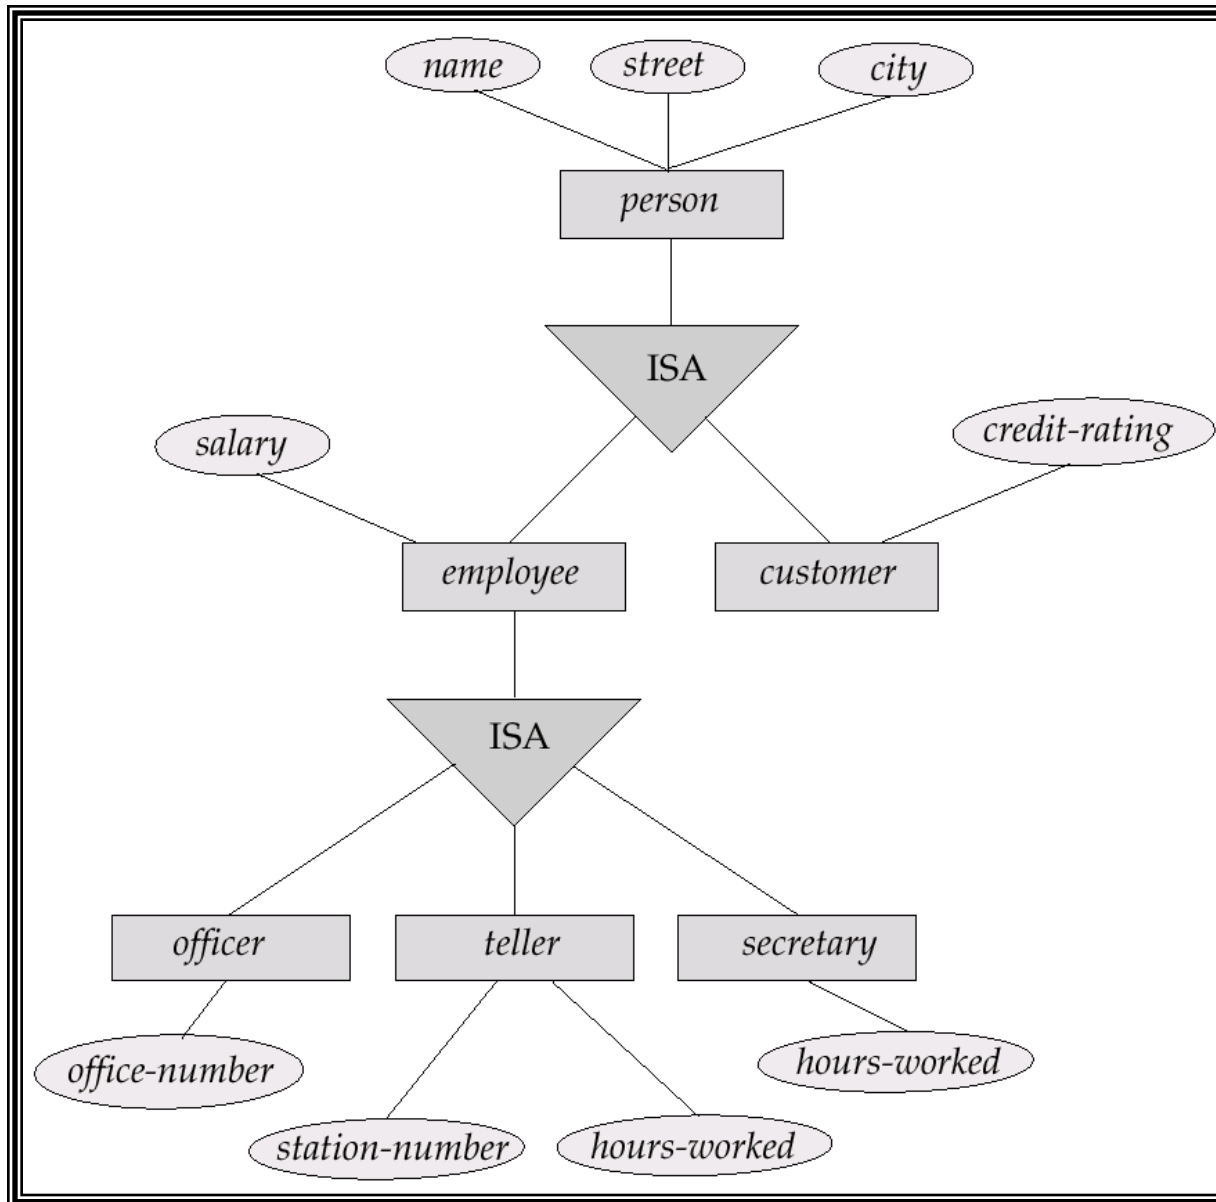 name
street
city
person
ISA
salary
credit-rating
employee
customer
ISA
officer
teller
secretary
office-number
hours-worked
station-number
hours-worked